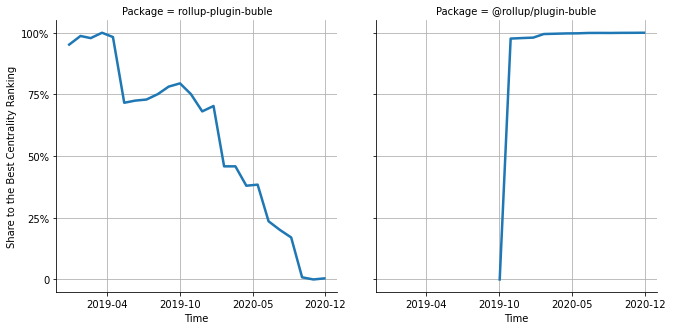 Package = rollup-plugin-buble
Package = @rollup/plugin-buble
Share to the Best Centrality Ranking
100%
75%
50%
25%
0
2019-04
2019-10
2020-05
2020-12
Time
2019-04
2019-10
2020-05
2020-12
Time